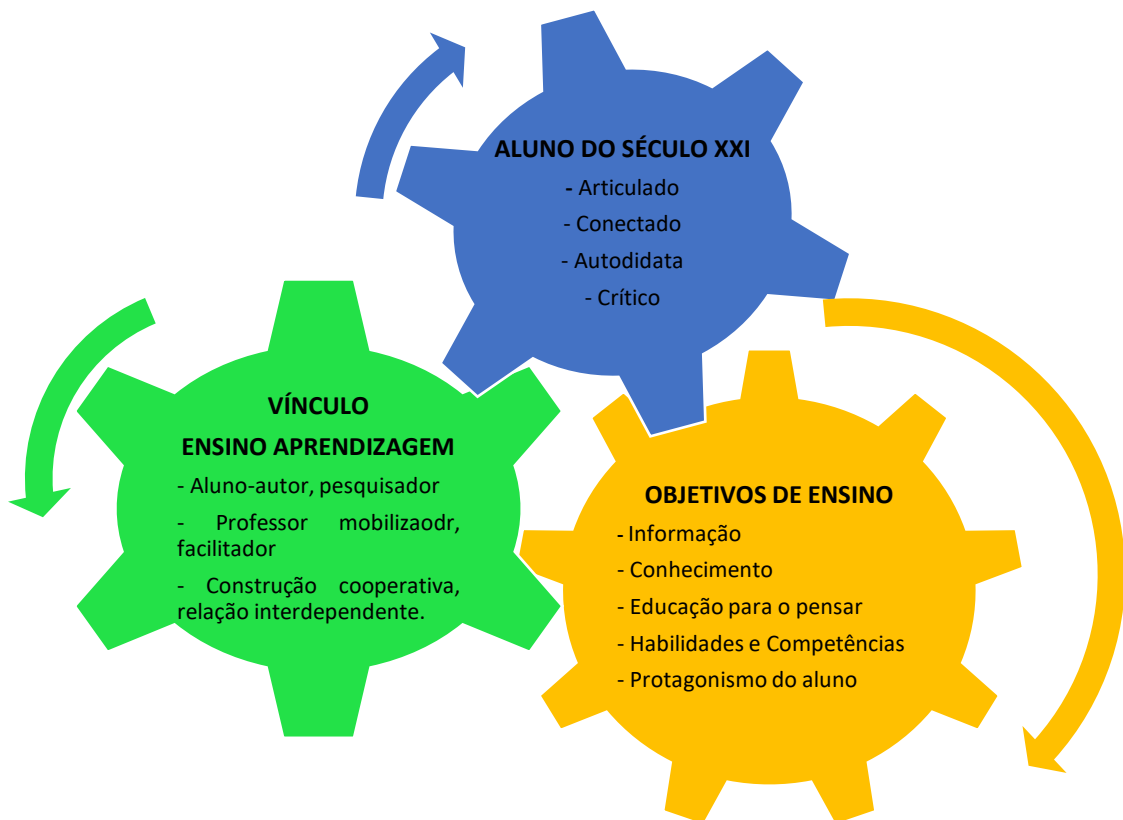 ALUNO DO SÉCULO XXI
- Articulado
- Conectado
- Autodidata
- Crítico
VÍNCULO
ENSINO APRENDIZAGEM
- Aluno-autor, pesquisador
- Professor mobilizaodr,
facilitador
- Construção cooperativa,
relação interdependente.
OBJETIVOS DE ENSINO
- Informação
- Conhecimento
- Educação para o pensar
- Habilidades e Competências
- Protagonismo do aluno